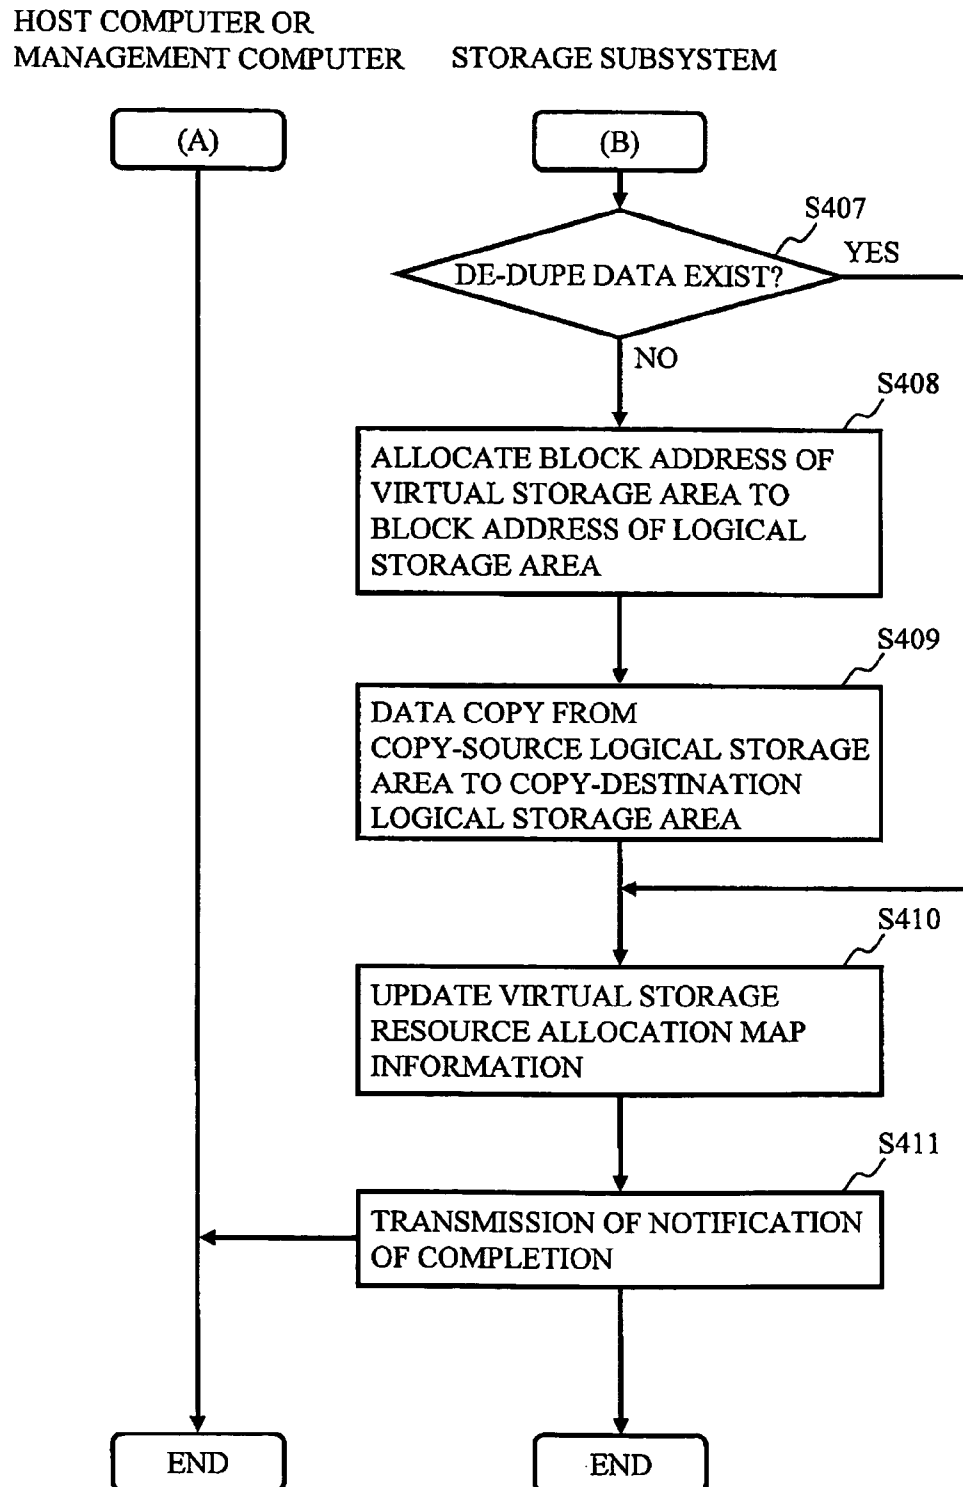 HOST COMPUTER OR
MANAGEMENT COMPUTER
STORAGE SUBSYSTEM
(A)
(B)
S407
DE-DUPE DATA EXIST?
YES
NO
S408
ALLOCATE BLOCK ADDRESS OF
VIRTUAL STORAGE AREA TO
BLOCK ADDRESS OF LOGICAL
STORAGE AREA
S409
DATA COPY FROM
COPY-SOURCE LOGICAL STORAGE
AREA TO COPY-DESTINATION
LOGICAL STORAGE AREA
S410
UPDATE VIRTUAL STORAGE
RESOURCE ALLOCATION MAP
INFORMATION
S411
TRANSMISSION OF NOTIFICATION
OF COMPLETION
END
END